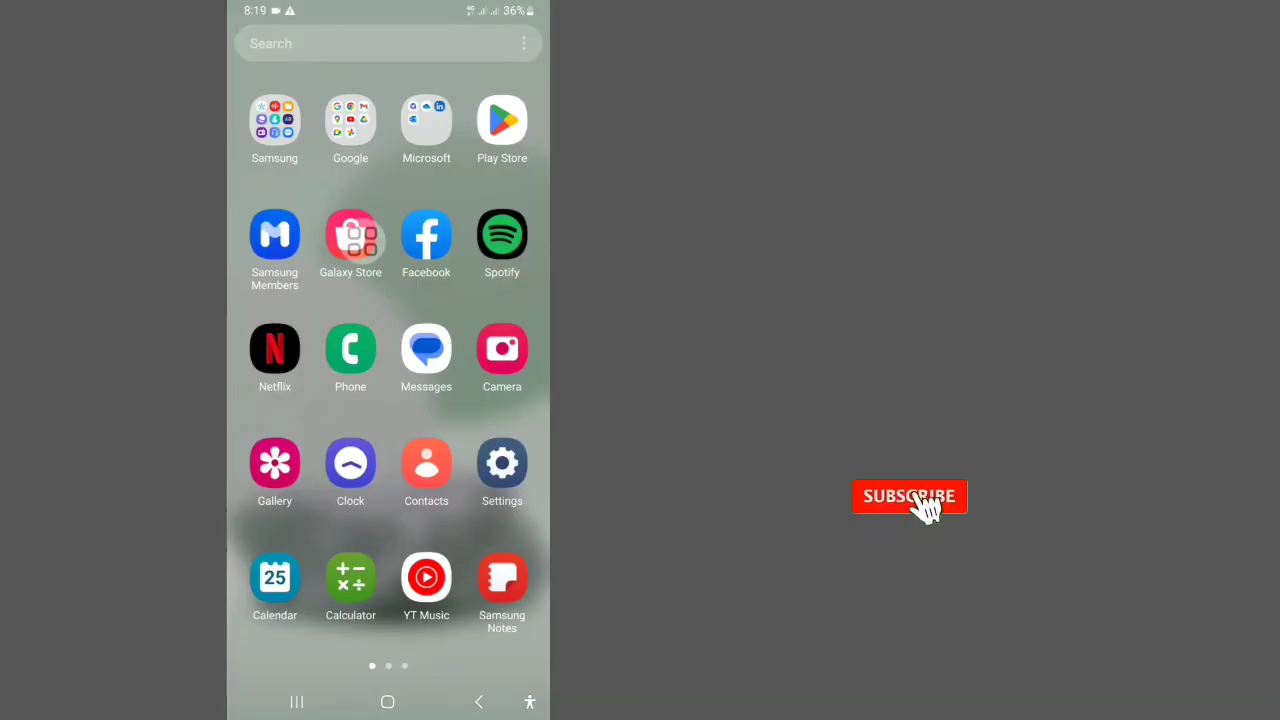 8:19
4G
36%
Search
Samsung
Google
Microsoft
Play Store
Samsung
Members
Galaxy Store
Facebook
Spotify
N
Netflix
Phone
Messages
Camera
Gallery
Clock
Contacts
Settings
25
Calendar
Calculator
YT Music
Samsung
Notes
SUBSCRIBE